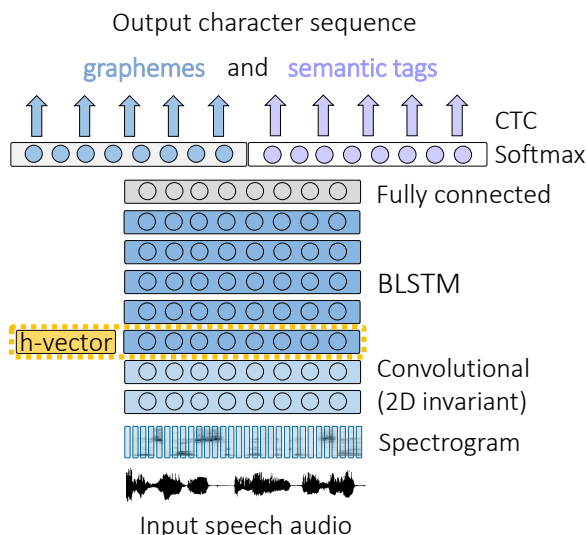 Output character sequence
graphemes and semantic tags
CTC
Softmax
Fully connected
BLSTM
h-vector
Convolutional
(2D invariant)
Spectrogram
Input speech audio